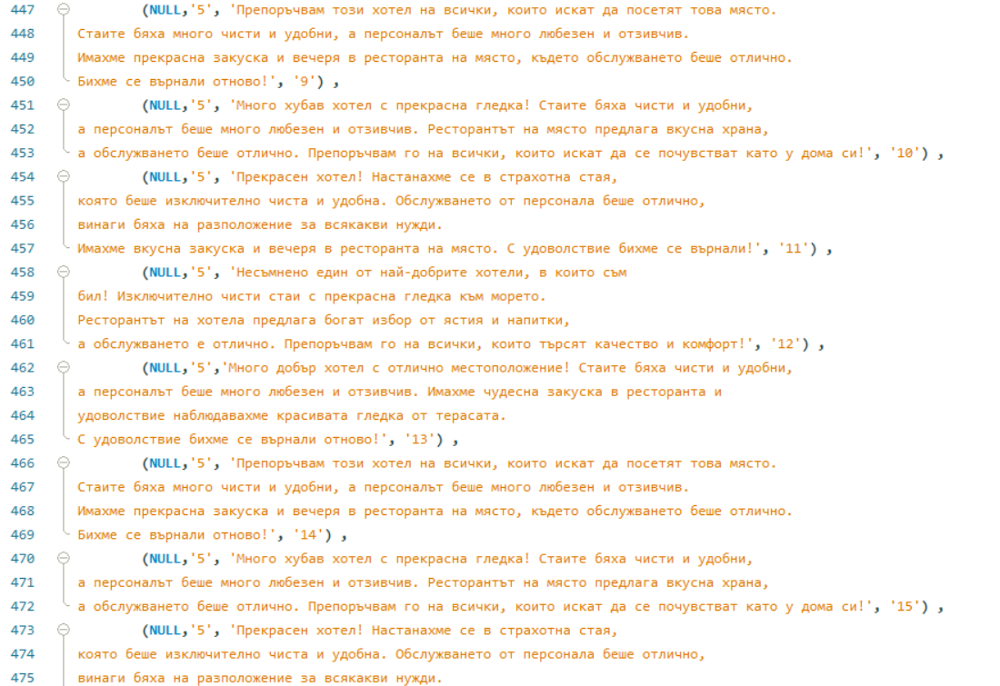 447 (NULL,'5', 'Препоръчвам този хотел на всички, които искат да посетят това място.
448 Стаите бяха много чисти и удобни, а персоналът беше много любезен и отзивчив.
449 Имахме прекрасна закуска и вечеря в ресторанта на място, където обслужването беше отлично.
450 Бихме се върнали отново!', '9') ,
451 (NULL,'5', 'Много хубав хотел с прекрасна гледка! Стаите бяха чисти и удобни,
452 а персоналът беше много любезен и отзивчив. Ресторантът на място предлага вкусна храна,
453 а обслужването беше отлично. Препоръчвам го на всички, които искат да се почувстват като у дома си!', '10') ,
454 (NULL,'5', 'Прекрасен хотел! Настанахме се в страхотна стая,
455 която беше изключително чиста и удобна. Обслужването от персонала беше отлично,
456 винаги бяха на разположение за всякакви нужди.
457 Имахме вкусна закуска и вечеря в ресторанта на място. С удоволствие бихме се върнали!', '11') ,
458 (NULL,'5', 'Несъмнено един от най-добрите хотели, в които съм
459 бил! Изключително чисти стаи с прекрасна гледка към морето.
460 Ресторантът на хотела предлага богат избор от ястия и напитки,
461 а обслужването е отлично. Препоръчвам го на всички, които търсят качество и комфорт!', '12') ,
462 (NULL,'5','Много добър хотел с отлично местоположение! Стаите бяха чисти и удобни,
463 а персоналът беше много любезен и отзивчив. Имахме чудесна закуска в ресторанта и
464 удоволствие наблюдавахме красивата гледка от терасата.
465 С удоволствие бихме се върнали отново!', '13') ,
466 (NULL,'5', 'Препоръчвам този хотел на всички, които искат да посетят това място.
467 Стаите бяха много чисти и удобни, а персоналът беше много любезен и отзивчив.
468 Имахме прекрасна закуска и вечеря в ресторанта на място, където обслужването беше отлично.
469 Бихме се върнали отново!', '14') ,
470 (NULL,'5', 'Много хубав хотел с прекрасна гледка! Стаите бяха чисти и удобни,
471 а персоналът беше много любезен и отзивчив. Ресторантът на място предлага вкусна храна,
472 а обслужването беше отлично. Препоръчвам го на всички, които искат да се почувстват като у дома си!', '15') ,
473 (NULL,'5', 'Прекрасен хотел! Настанахме се в страхотна стая,
474 която беше изключително чиста и удобна. Обслужването от персонала беше отлично,
475 винаги бяха на разположение за всякакви нужди.